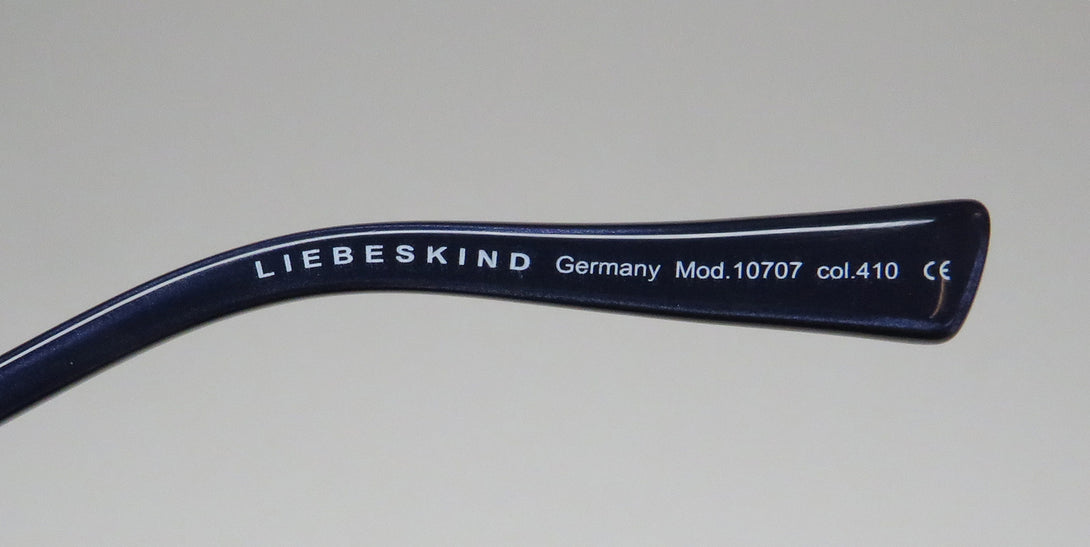 LIEBESKIND Germany Mod.10707 col.410 CE